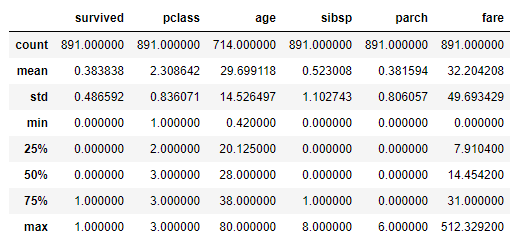 survived pclass age sibsp parch fare
count 891.000000 891.000000 714.000000 891.000000 891.000000 891.000000
mean 0.383838 2.308642 29.699118 0.523008 0.381594 32.204208
std 0.486592 0.836071 14.526497 1.102743 0.806057 49.693429
min 0.000000 1.000000 0.420000 0.000000 0.000000 0.000000
25% 0.000000 2.000000 20.125000 0.000000 0.000000 7.910400
50% 0.000000 3.000000 28.000000 0.000000 0.000000 14.454200
75% 1.000000 3.000000 38.000000 1.000000 0.000000 31.000000
max 1.000000 3.000000 80.000000 8.000000 6.000000 512.329200